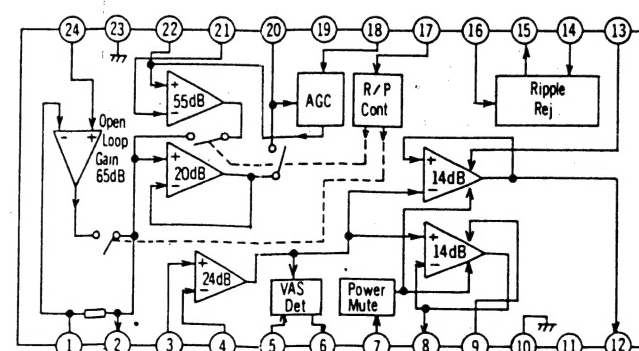 24 23 22 21 20 19 18 17 16 15 14 13
+
−
55dB
AGC
R/P
Cont
Ripple
Rej
− +
Open
Loop
Gain
65dB
+
−
20dB
+
−
14dB
+
−
24dB
VAS
Det
Power
Mute
+
−
14dB
1 2 3 4 5 6 7 8 9 10 11 12